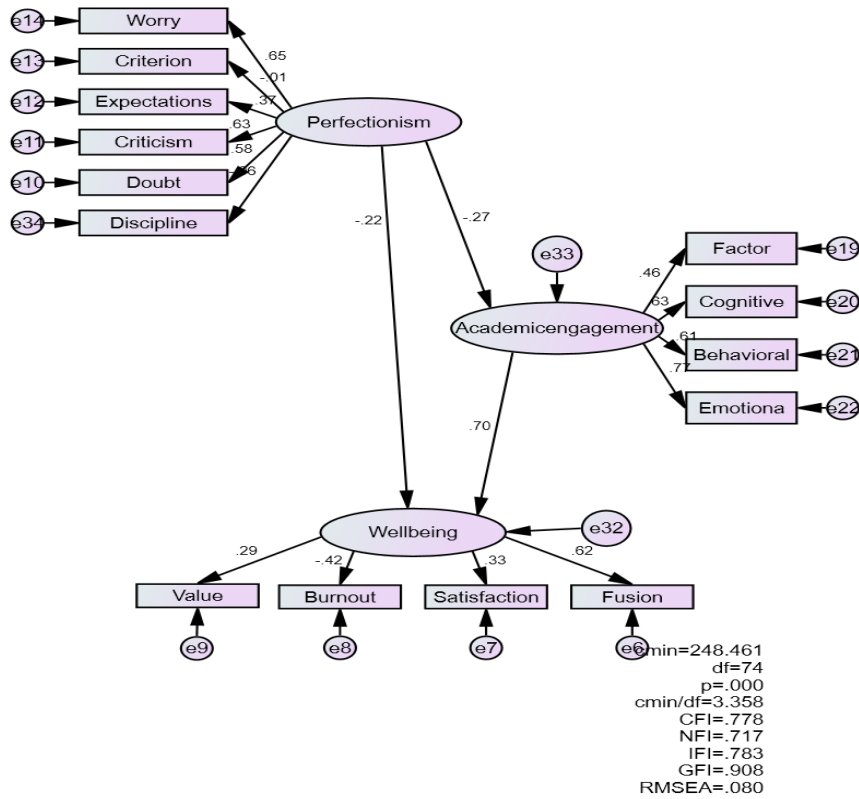 e14
Worry
.65
e13
Criterion
-.01
e12
Expectations
.37
Perfectionism
e11
Criticism
.63
e10
Doubt
.58
e34
Discipline
-.22
-.27
e33
Factor
e19
.46
Cognitive
e20
.63
Academicengagement
.61
Behavioral
e21
.77
Emotiona
e22
.70
Wellbeing
e32
.29
-.42
.33
.62
Value
Burnout
Satisfaction
Fusion
e9
e8
e7
e6
cmin=248.461
df=74
p=.000
cmin/df=3.358
CFI=.778
NFI=.717
IFI=.783
GFI=.908
RMSEA=.080